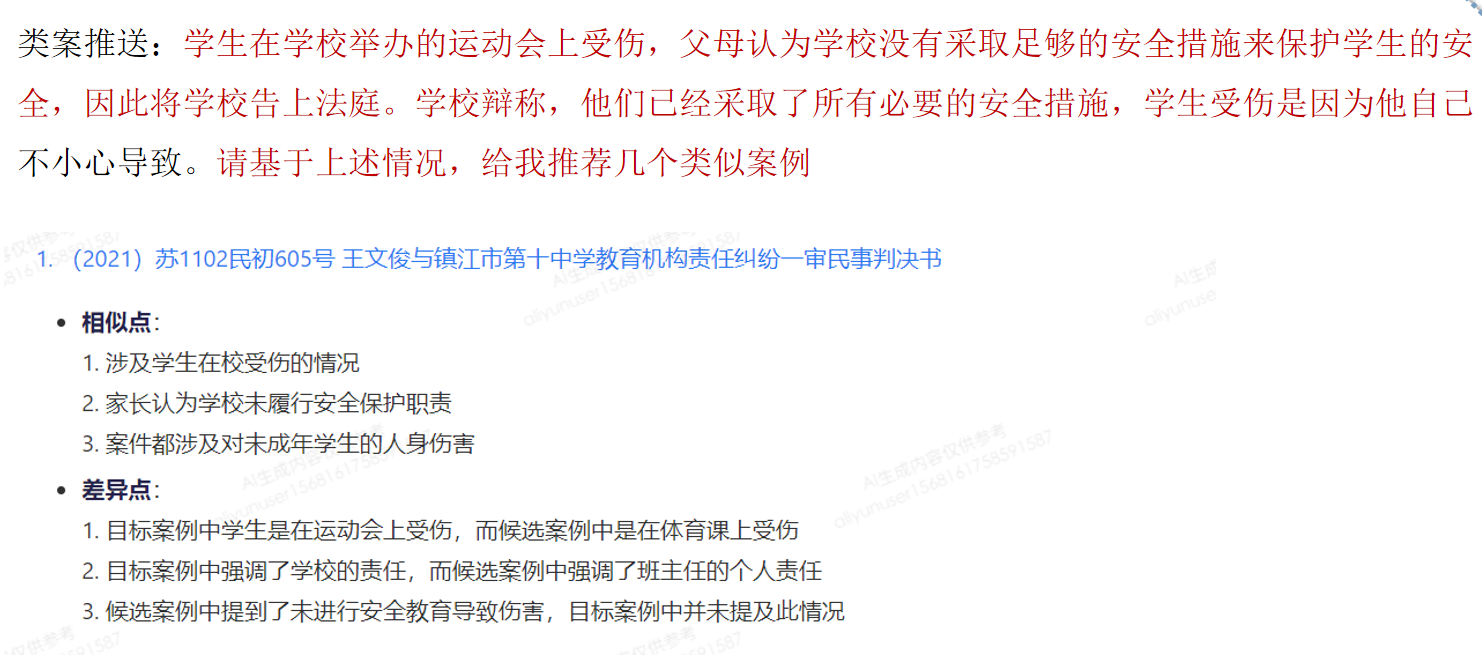 类案推送：学生在学校举办的运动会上受伤，父母认为学校没有采取足够的安全措施来保护学生的安
全，因此将学校告上法庭。学校辩称，他们已经采取了所有必要的安全措施，学生受伤是因为他自己
不小心导致。请基于上述情况，给我推荐几个类似案例
1. （2021）苏1102民初605号 王文俊与镇江市第十中学教育机构责任纠纷一审民事判决书
• 相似点：
1. 涉及学生在校受伤的情况
2. 家长认为学校未履行安全保护职责
3. 案件都涉及对未成年学生的人身伤害
• 差异点：
1. 目标案例中学生是在运动会上受伤，而候选案例中是在体育课上受伤
2. 目标案例中强调了学校的责任，而候选案例中强调了班主任的个人责任
3. 候选案例中提到了未进行安全教育导致伤害，目标案例中并未提及此情况
AI生成内容仅供参考
aliyunuser1568161758591587